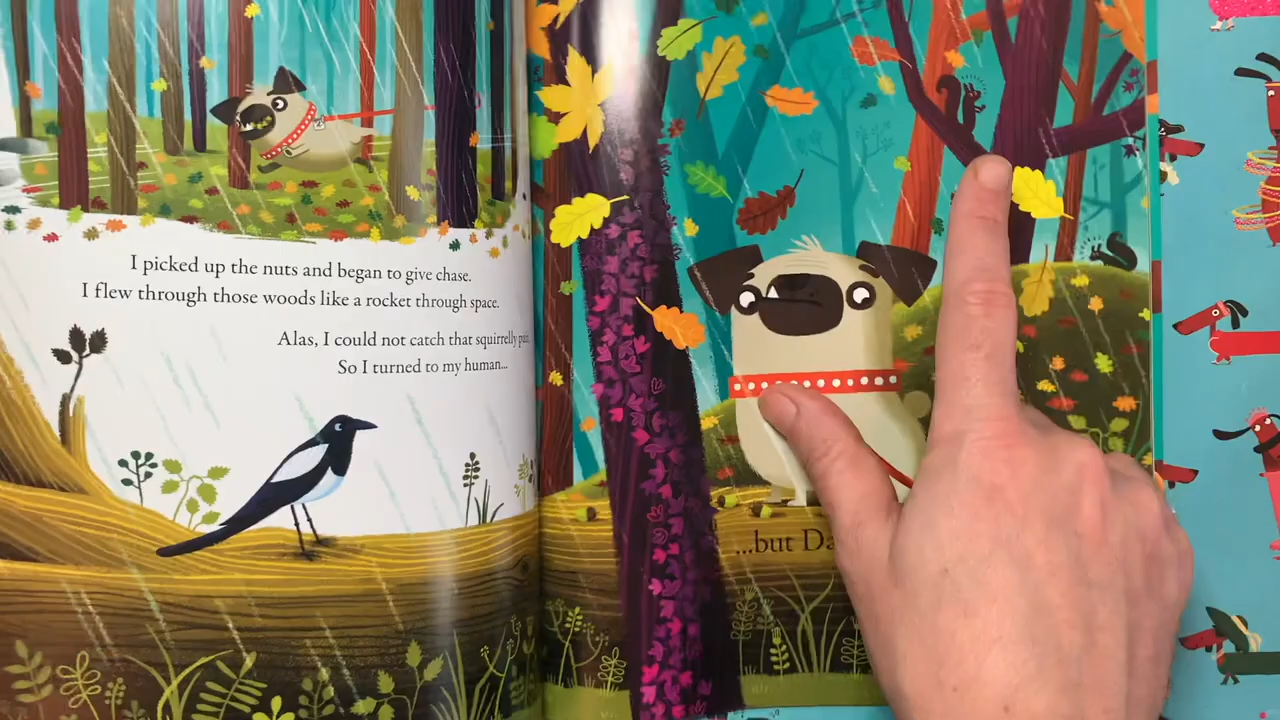 I picked up the nuts and began to give chase.
I flew through those woods like a rocket through space.
Alas, I could not catch that squirrelly
So I turned to my human...
...but